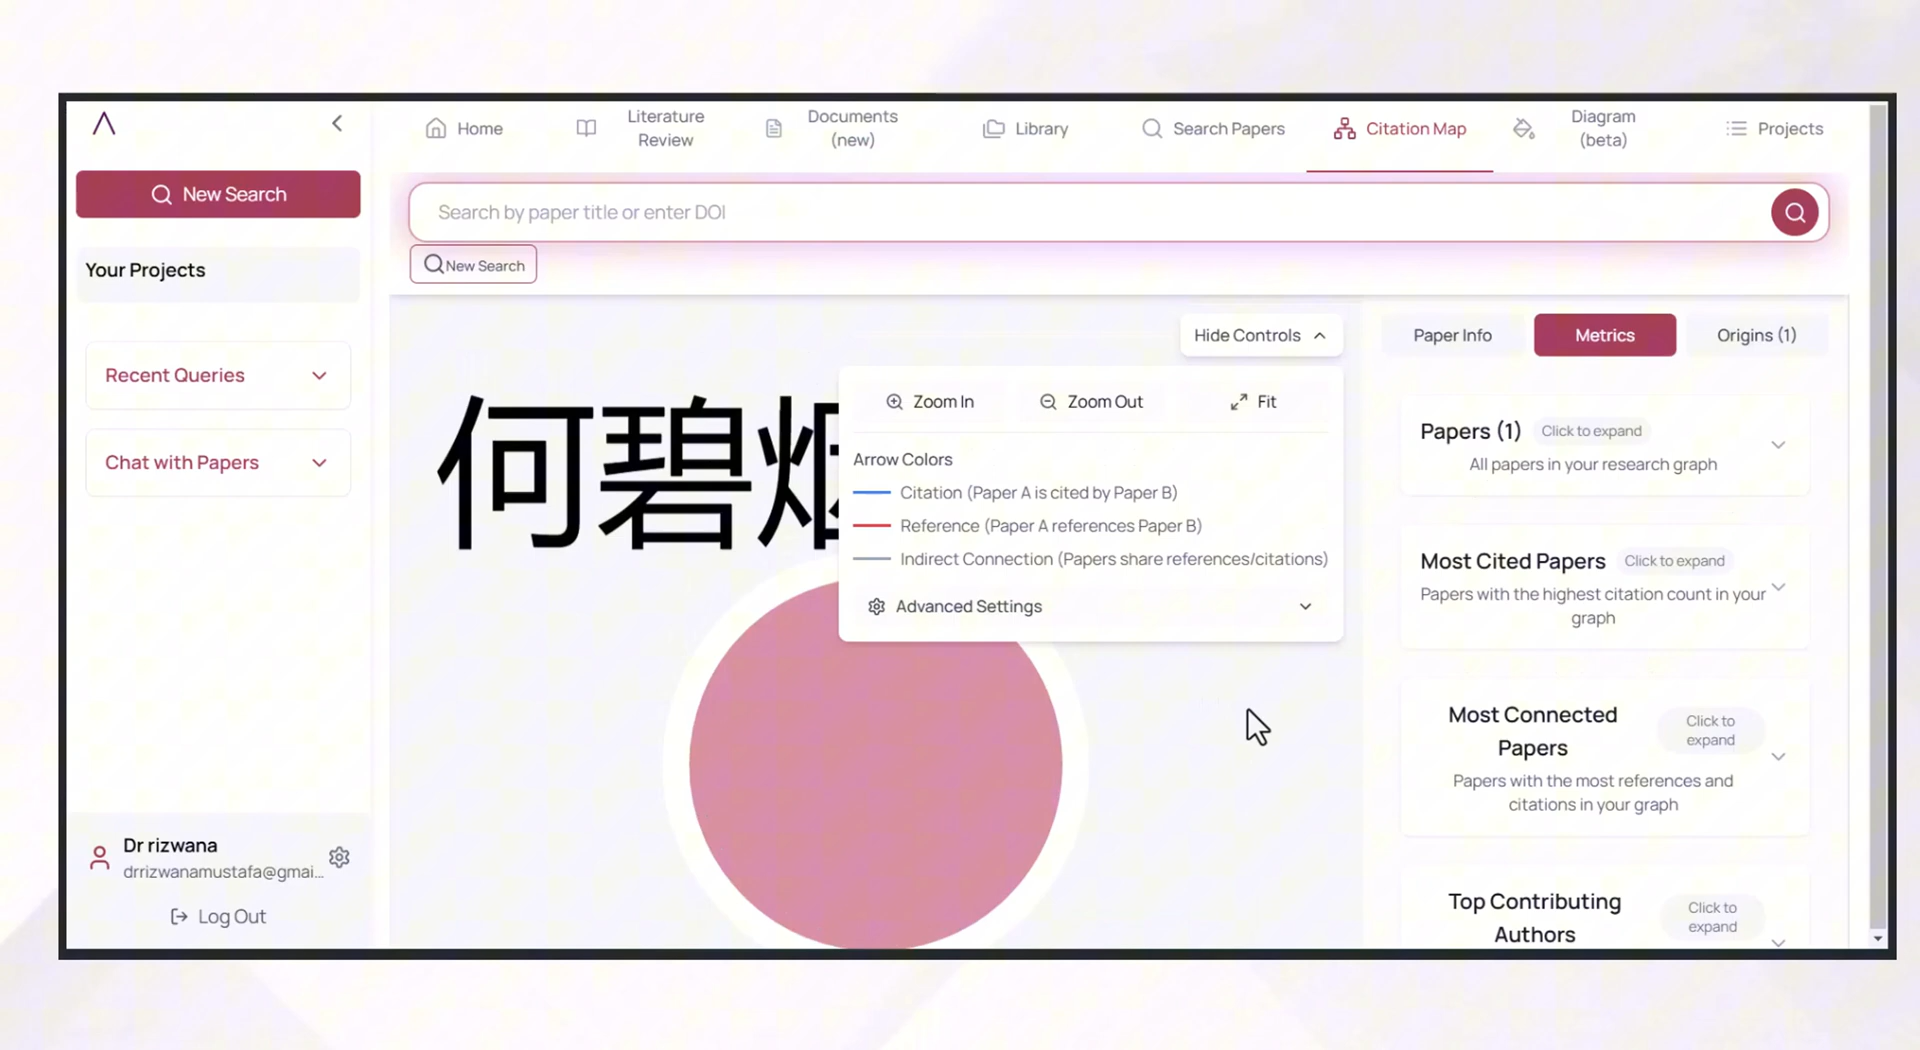 New Search
Your Projects
Recent Queries
Chat with Papers
Dr rizwana
drrizwanamustafa@gmai...
Log Out
Home
Literature
Review
Documents
(new)
Library
Search Papers
Citation Map
Diagram
(beta)
Projects
Search by paper title or enter DOI
New Search
何碧
Hide Controls
Zoom In
Zoom Out
Fit
Arrow Colors
Citation (Paper A is cited by Paper B)
Reference (Paper A references Paper B)
Indirect Connection (Papers share references/citations)
Advanced Settings
Paper Info
Metrics
Origins (1)
Papers (1) Click to expand
All papers in your research graph
Most Cited Papers Click to expand
Papers with the highest citation count in your
graph
Most Connected
Papers
Click to
expand
Papers with the most references and
citations in your graph
Top Contributing
Authors
Click to
expand